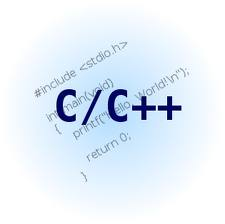 #include <stdio.h>
int main(void)
{ printf("Hello, World!\n");
return 0;
}
C/C++